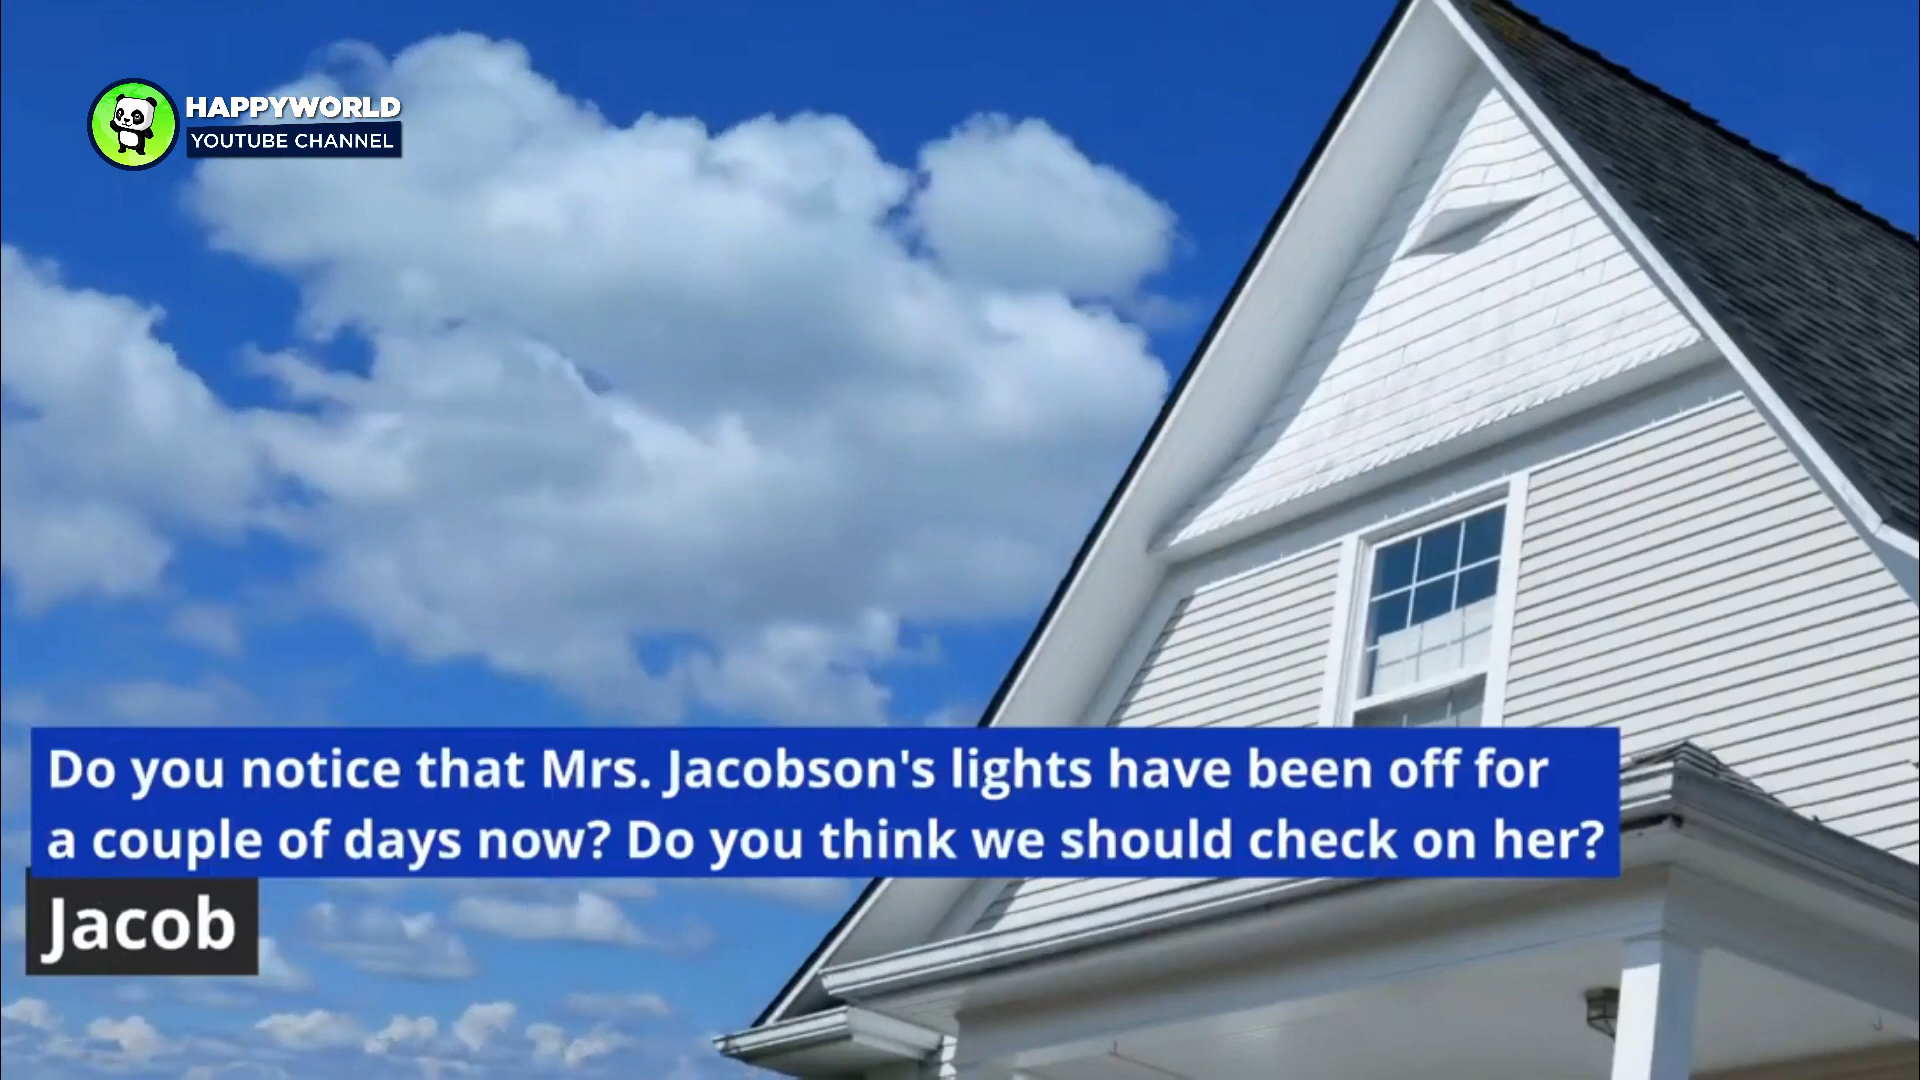 HAPPYWORLD
YOUTUBE CHANNEL
Do you notice that Mrs. Jacobson's lights have been off for
a couple of days now? Do you think we should check on her?
Jacob